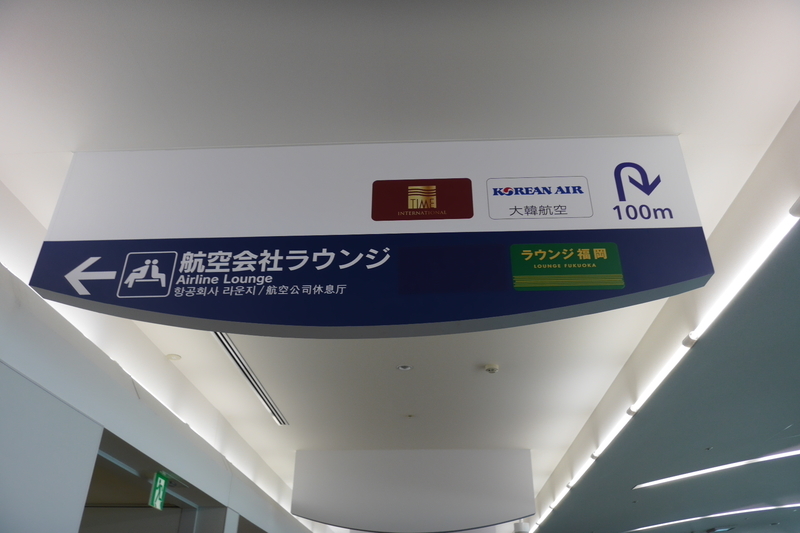 TIME
INTERNATIONAL
KOREAN AIR
大韓航空
100m
航空会社ラウンジ
Airline Lounge
항공회사 라운지/航空公司休息厅
ラウンジ福岡
LOUNGE FUKUOKA